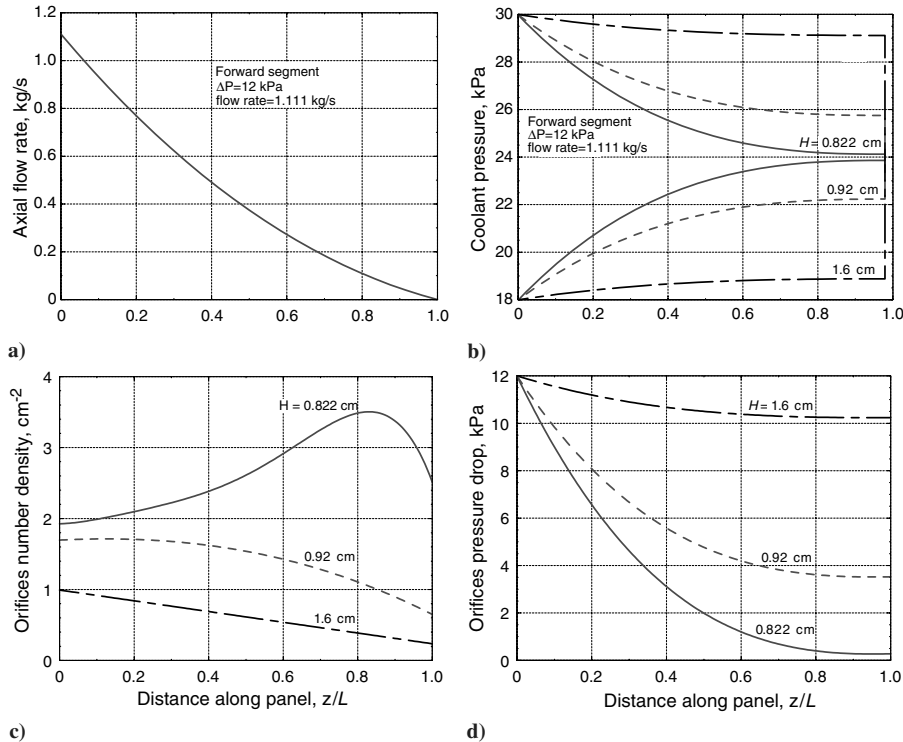 1.2
1.0
0.8
0.6
0.4
0.2
0
Axial flow rate, kg/s
Forward segment
ΔP=12 kPa
flow rate=1.111 kg/s
0 0.2 0.4 0.6 0.8 1.0
a)
30
28
26
24
22
20
18
Coolant pressure, kPa
Forward segment
ΔP=12 kPa
flow rate=1.111 kg/s
H=0.822 cm
0.92 cm
1.6 cm
0 0.2 0.4 0.6 0.8 1.0
b)
4
3
2
1
0
Orifices number density, cm-2
H = 0.822 cm
0.92 cm
1.6 cm
0 0.2 0.4 0.6 0.8 1.0
Distance along panel, z/L
c)
12
10
8
6
4
2
0
Orifices pressure drop, kPa
H=1.6 cm
0.92 cm
0.822 cm
0 0.2 0.4 0.6 0.8 1.0
Distance along panel, z/L
d)